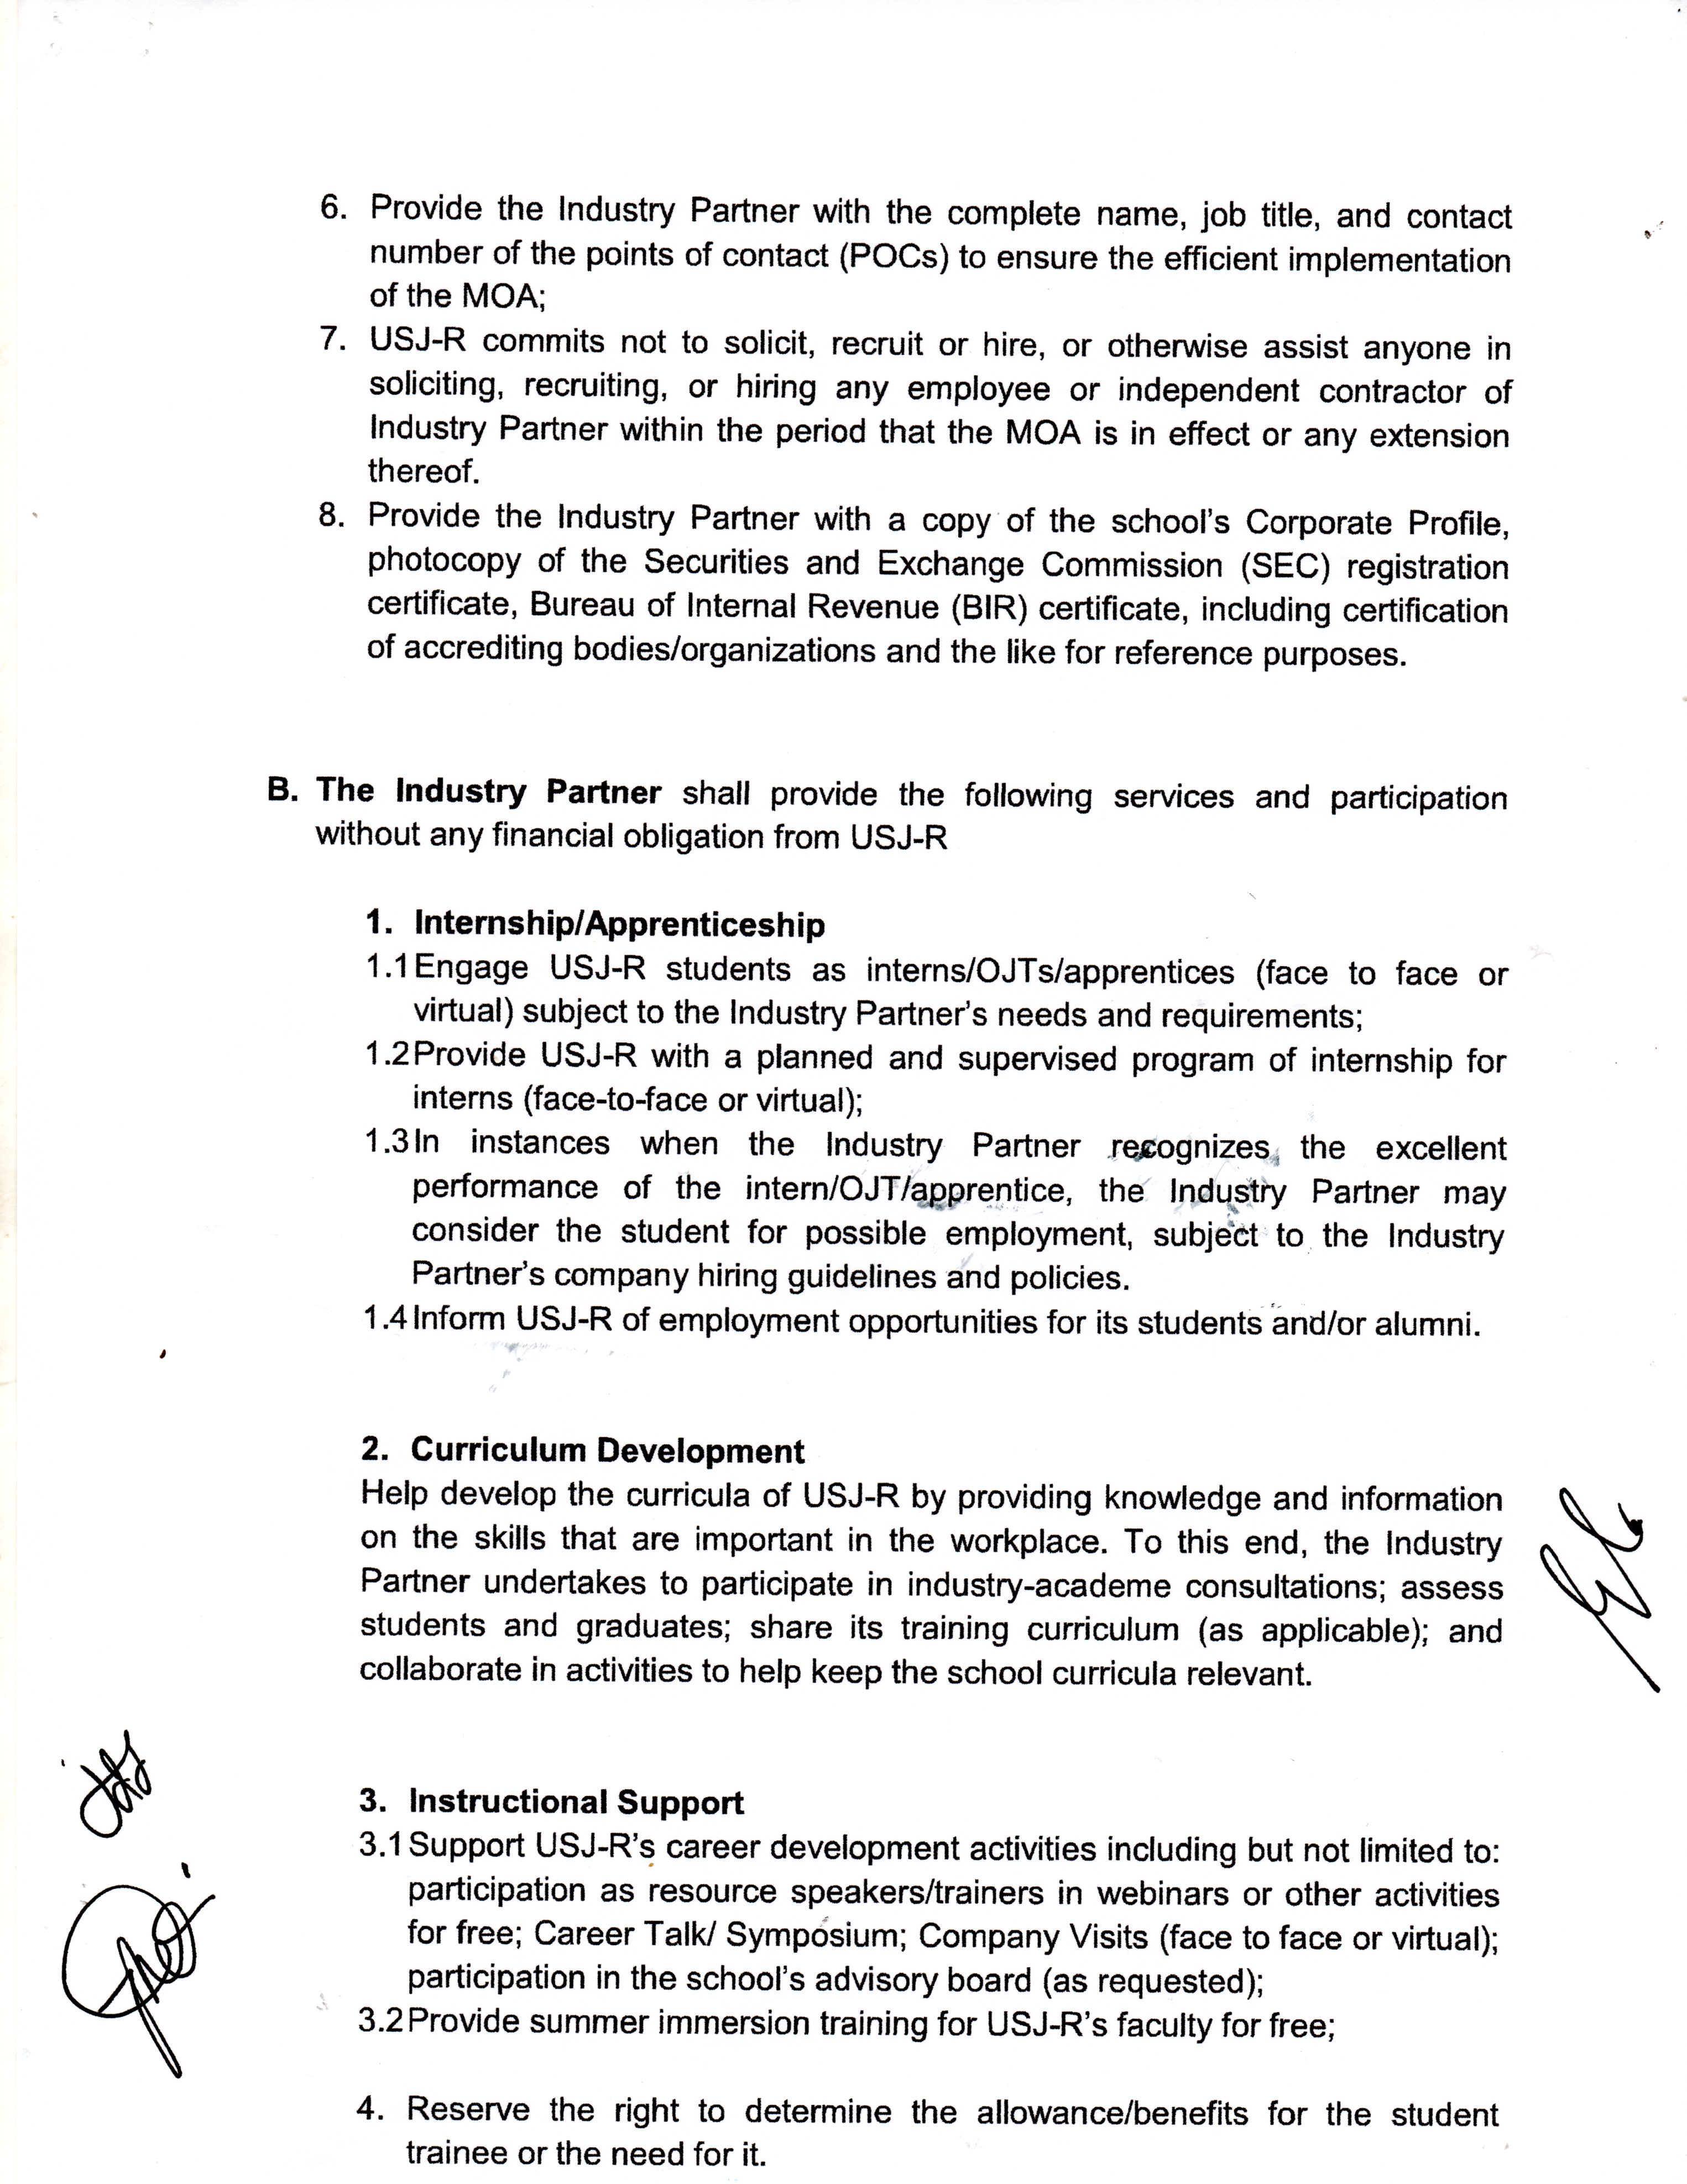 6. Provide the Industry Partner with the complete name, job title, and contact
number of the points of contact (POCs) to ensure the efficient implementation
of the MOA;
7. USJ-R commits not to solicit, recruit or hire, or otherwise assist anyone in
soliciting, recruiting, or hiring any employee or independent contractor of
Industry Partner within the period that the MOA is in effect or any extension
thereof.
8. Provide the Industry Partner with a copy of the school's Corporate Profile,
photocopy of the Securities and Exchange Commission (SEC) registration
certificate, Bureau of Internal Revenue (BIR) certificate, including certification
of accrediting bodies/organizations and the like for reference purposes.
B. The Industry Partner shall provide the following services and participation
without any financial obligation from USJ-R
1. Internship/Apprenticeship
1.1 Engage USJ-R students as interns/OJTs/apprentices (face to face or
virtual) subject to the Industry Partner's needs and requirements;
1.2 Provide USJ-R with a planned and supervised program of internship for
interns (face-to-face or virtual);
1.3 In instances when the Industry Partner recognizes the excellent
performance of the intern/OJT/apprentice, the Industry Partner may
consider the student for possible employment, subject to the Industry
Partner's company hiring guidelines and policies.
1.4 Inform USJ-R of employment opportunities for its students and/or alumni.
2. Curriculum Development
Help develop the curricula of USJ-R by providing knowledge and information
on the skills that are important in the workplace. To this end, the Industry
Partner undertakes to participate in industry-academe consultations; assess
students and graduates; share its training curriculum (as applicable); and
collaborate in activities to help keep the school curricula relevant.
3. Instructional Support
3.1 Support USJ-R's career development activities including but not limited to:
participation as resource speakers/trainers in webinars or other activities
for free; Career Talk/ Symposium; Company Visits (face to face or virtual);
participation in the school's advisory board (as requested);
3.2 Provide summer immersion training for USJ-R's faculty for free;
4. Reserve the right to determine the allowance/benefits for the student
trainee or the need for it.